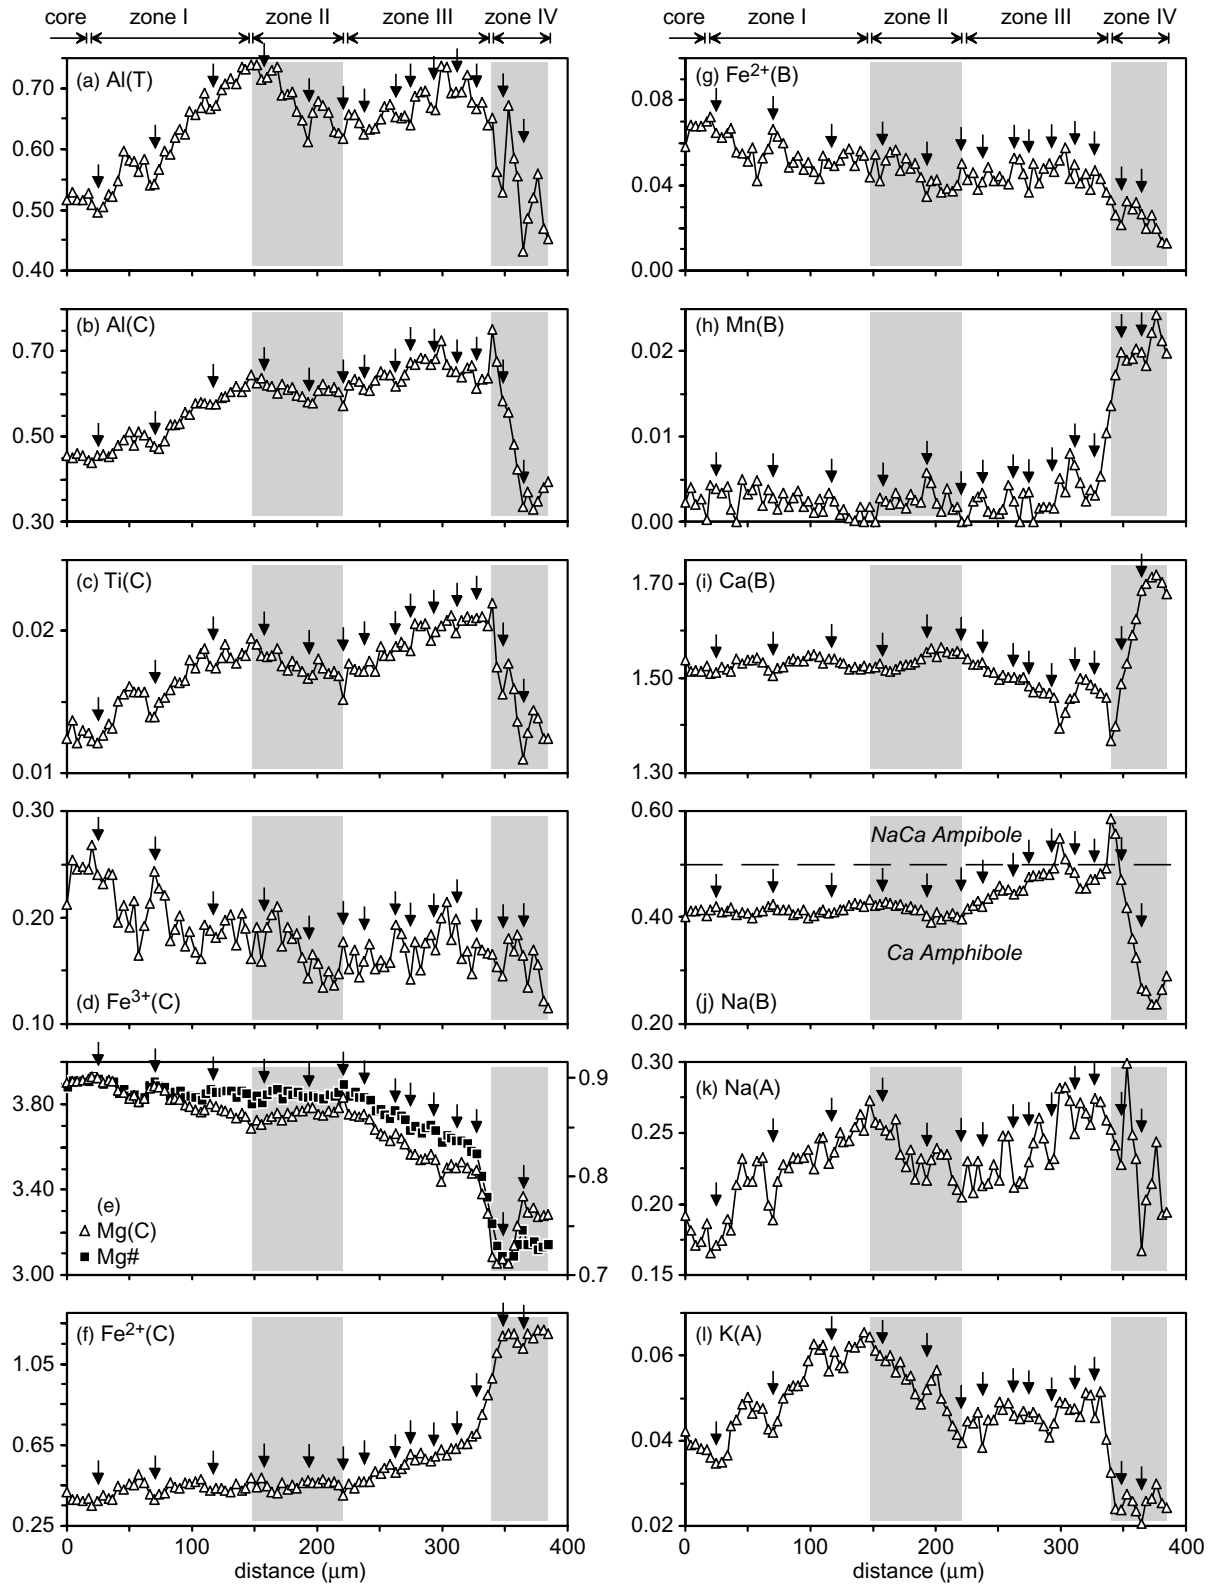 core zone I zone II zone III zone IV
(a) Al(T)
0.70
0.60
0.50
0.40
(b) Al(C)
0.70
0.50
0.30
(c) Ti(C)
0.02
0.01
0.30
0.20
(d) Fe3+(C)
0.10
3.80
3.40
3.00
0.9
0.8
0.7
(e)
Mg(C)
Mg#
(f) Fe2+(C)
1.05
0.65
0.25
0 100 200 300 400
distance (μm)
core zone I zone II zone III zone IV
(g) Fe2+(B)
0.08
0.04
0.00
(h) Mn(B)
0.02
0.01
0.00
(i) Ca(B)
1.70
1.50
1.30
0.60
NaCa Ampibole
0.40
Ca Amphibole
(j) Na(B)
0.20
0.30
(k) Na(A)
0.25
0.20
0.15
(l) K(A)
0.06
0.04
0.02
0 100 200 300 400
distance (μm)